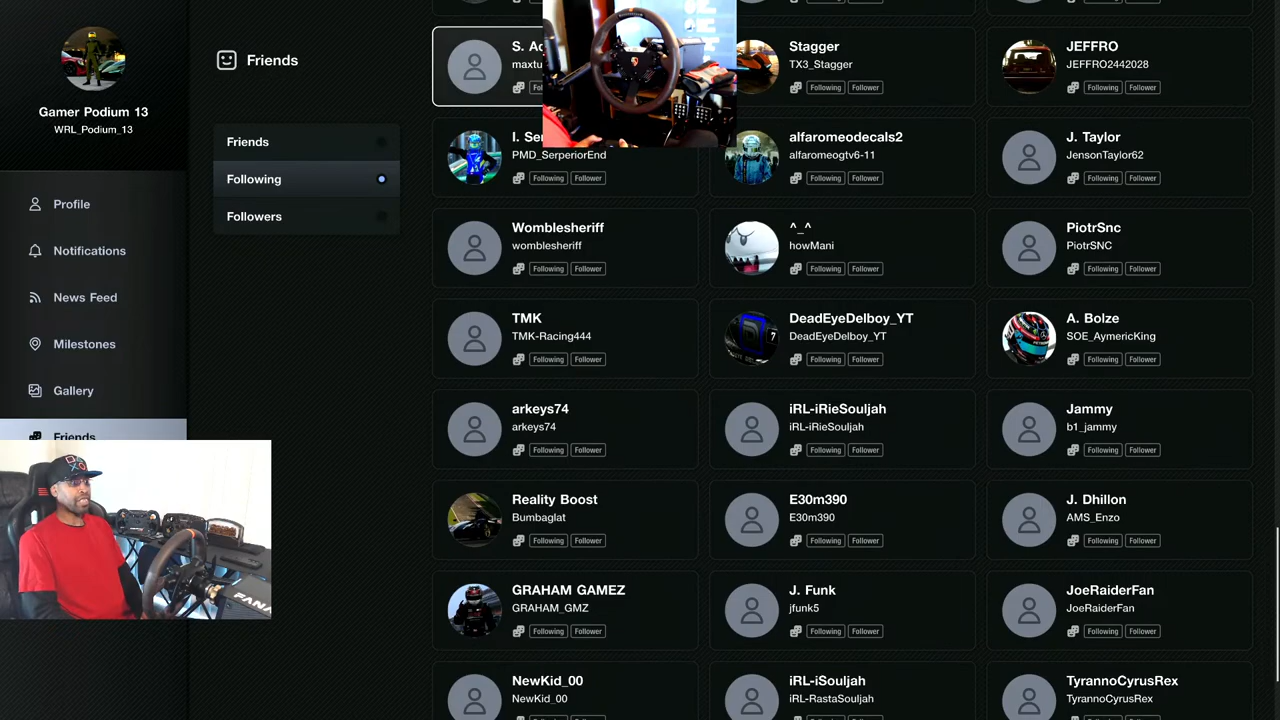 Gamer Podium 13
WRL_Podium_13
Profile
Notifications
News Feed
Milestones
Gallery
Friends
Friends
Friends
Following
Followers
S. Ac
maxtu
Stagger
TX3_Stagger
Following Follower
JEFFRO
JEFFRO2442028
Following Follower
I. Ser
PMD_SerperiorEnd
Following Follower
alfaromeodecals2
alfaromeogtv6-11
Following Follower
J. Taylor
JensonTaylor62
Following Follower
Womblesheriff
womblesheriff
Following Follower
^_^
howMani
Following Follower
PiotrSnc
PiotrSNC
Following Follower
TMK
TMK-Racing444
Following Follower
DeadEyeDelboy_YT
DeadEyeDelboy_YT
Following Follower
A. Bolze
SOE_AymericKing
Following Follower
arkeys74
arkeys74
Following Follower
iRL-iRieSouljah
iRL-iRieSouljah
Following Follower
Jammy
b1_jammy
Following Follower
Reality Boost
Bumbaglat
Following Follower
E30m390
E30m390
Following Follower
J. Dhillon
AMS_Enzo
Following Follower
GRAHAM GAMEZ
GRAHAM_GMZ
Following Follower
J. Funk
jfunk5
Following Follower
JoeRaiderFan
JoeRaiderFan
Following Follower
NewKid_00
NewKid_00
iRL-iSouljah
iRL-RastaSouljah
TyrannoCyrusRex
TyrannoCyrusRex
FANA